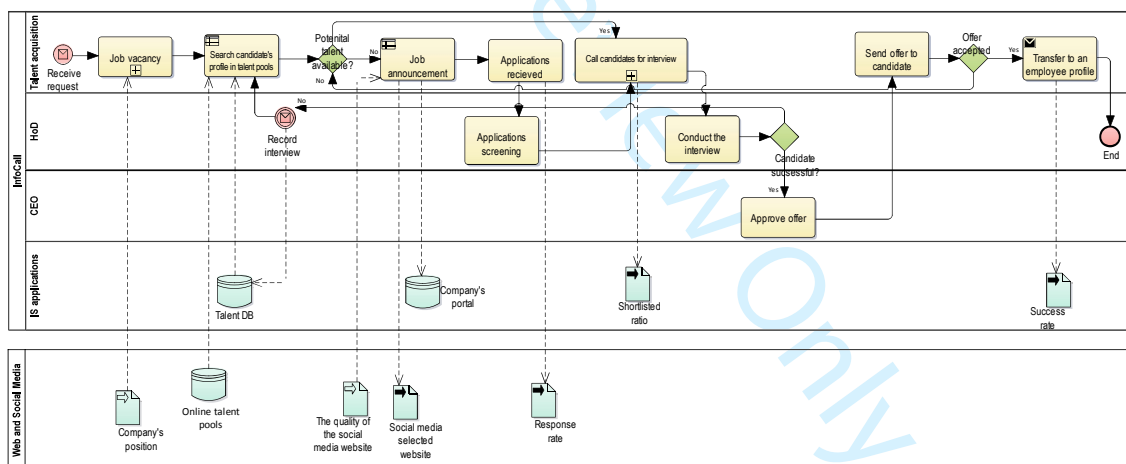 InfoCall
Talent acquisition
Receive
request
Job vacancy
Search candidate's
profile in talent pools
Potenital
talent
available?
Yes
No
No
Job
announcement
Applications
recieved
Call candidates for interview
Send offer to
candidate
Offer
accepted
Yes
Transfer to an
employee profile
HoD
Record
interview
No
Applications
screening
Conduct the
interview
Candidate
sucsessful?
Yes
End
CEO
Approve offer
IS applications
Talent DB
Company's
portal
Shortlisted
ratio
Success
rate
Web and Social Media
Company's
position
Online talent
pools
The quality of
the social
media website
Social media
selected
website
Response
rate
ew Only